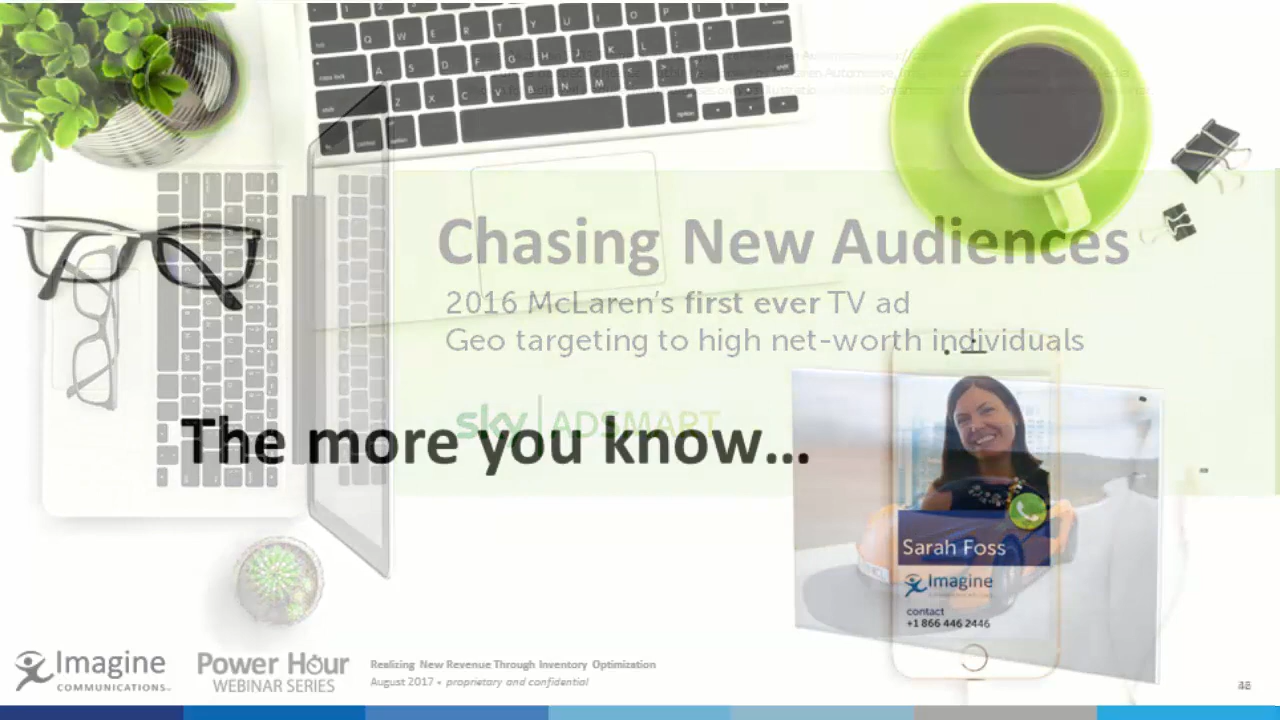 Chasing New Audiences
2016 McLaren's first ever TV ad
Geo targeting to high net-worth individuals
sky ADSMART
The more you know...
Sarah Foss
Imagine
contact
+1 866 446 2446
Imagine
COMMUNICATIONS
Power Hour
WEBINAR SERIES
Realizing New Revenue Through Inventory Optimization
August 2017 • proprietary and confidential